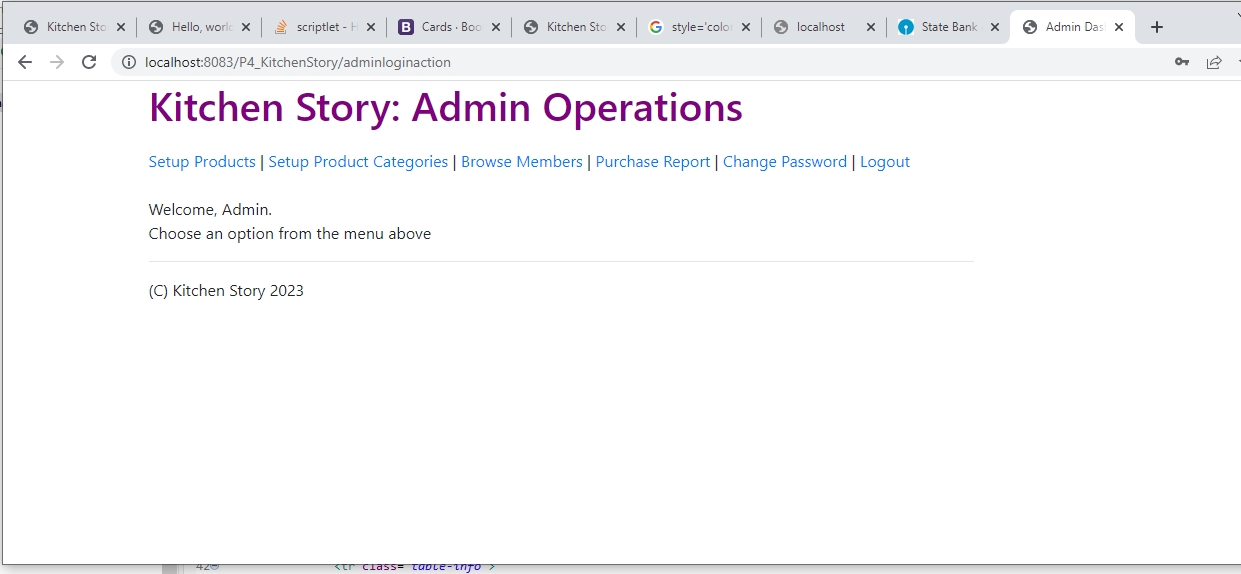 Kitchen Sto
Hello, worl
scriptlet - H
B Cards · Boo
Kitchen Sto
G style='colo
localhost
State Bank
Admin Das
localhost:8083/P4_KitchenStory/adminloginaction
Kitchen Story: Admin Operations
Setup Products | Setup Product Categories | Browse Members | Purchase Report | Change Password | Logout
Welcome, Admin.
Choose an option from the menu above
(C) Kitchen Story 2023
42 <tr class="table-info">